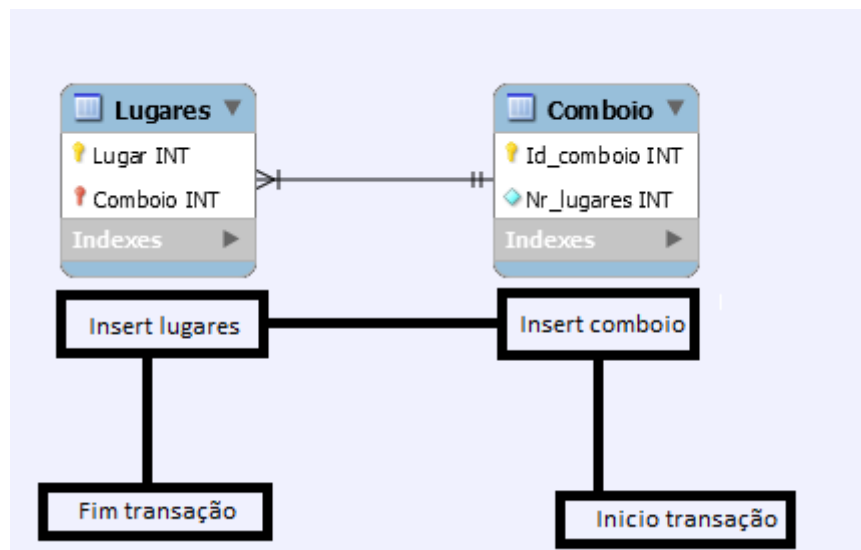 Lugares
Lugar INT
Comboio INT
Indexes
Comboio
Id_comboio INT
Nr_lugares INT
Indexes
Insert lugares
Insert comboio
Fim transação
Inicio transação